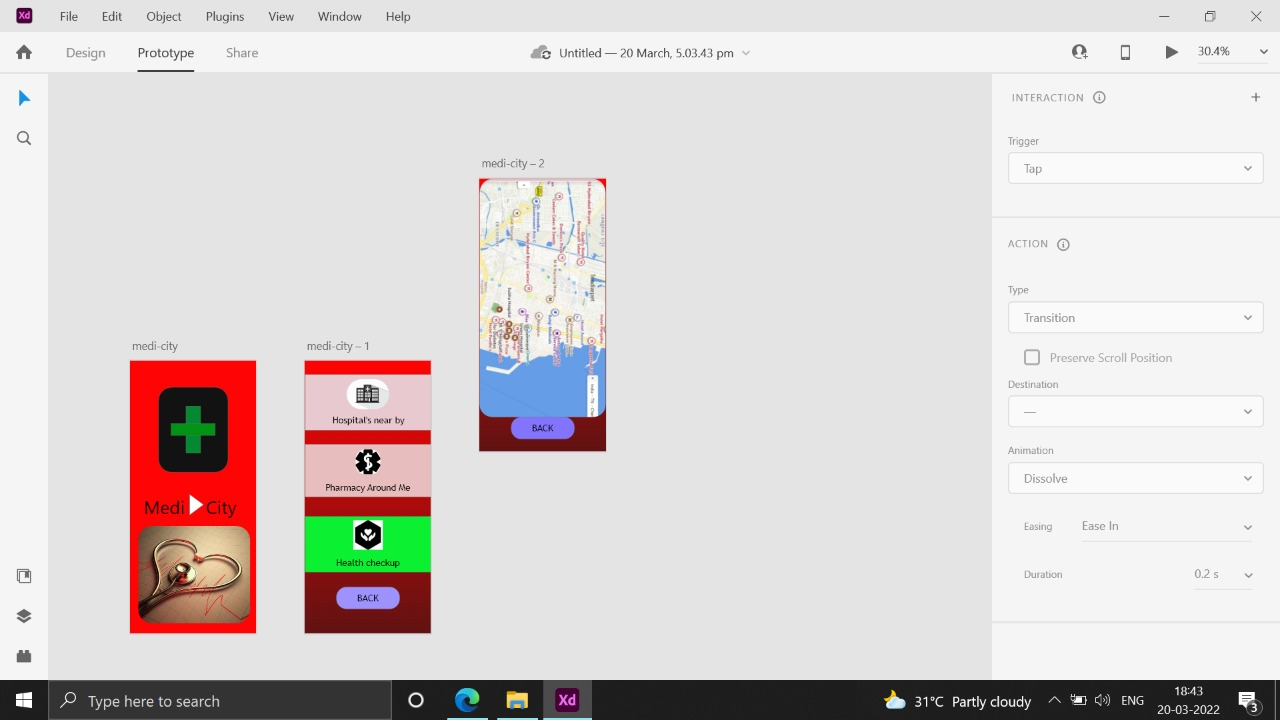 Xd File Edit Object Plugins View Window Help
Design Prototype Share Untitled — 20 March, 5.03.43 pm 30.4%
INTERACTION
Trigger
Tap
ACTION
Type
Transition
Preserve Scroll Position
Destination
—
Animation
Dissolve
Easing Ease In
Duration 0.2 s
medi-city – 2
BACK
medi-city
Medi City
medi-city – 1
Hospital's near by
Pharmacy Around Me
Health checkup
BACK
Type here to search
Xd
31°C Partly cloudy
ENG
18:43
20-03-2022
3